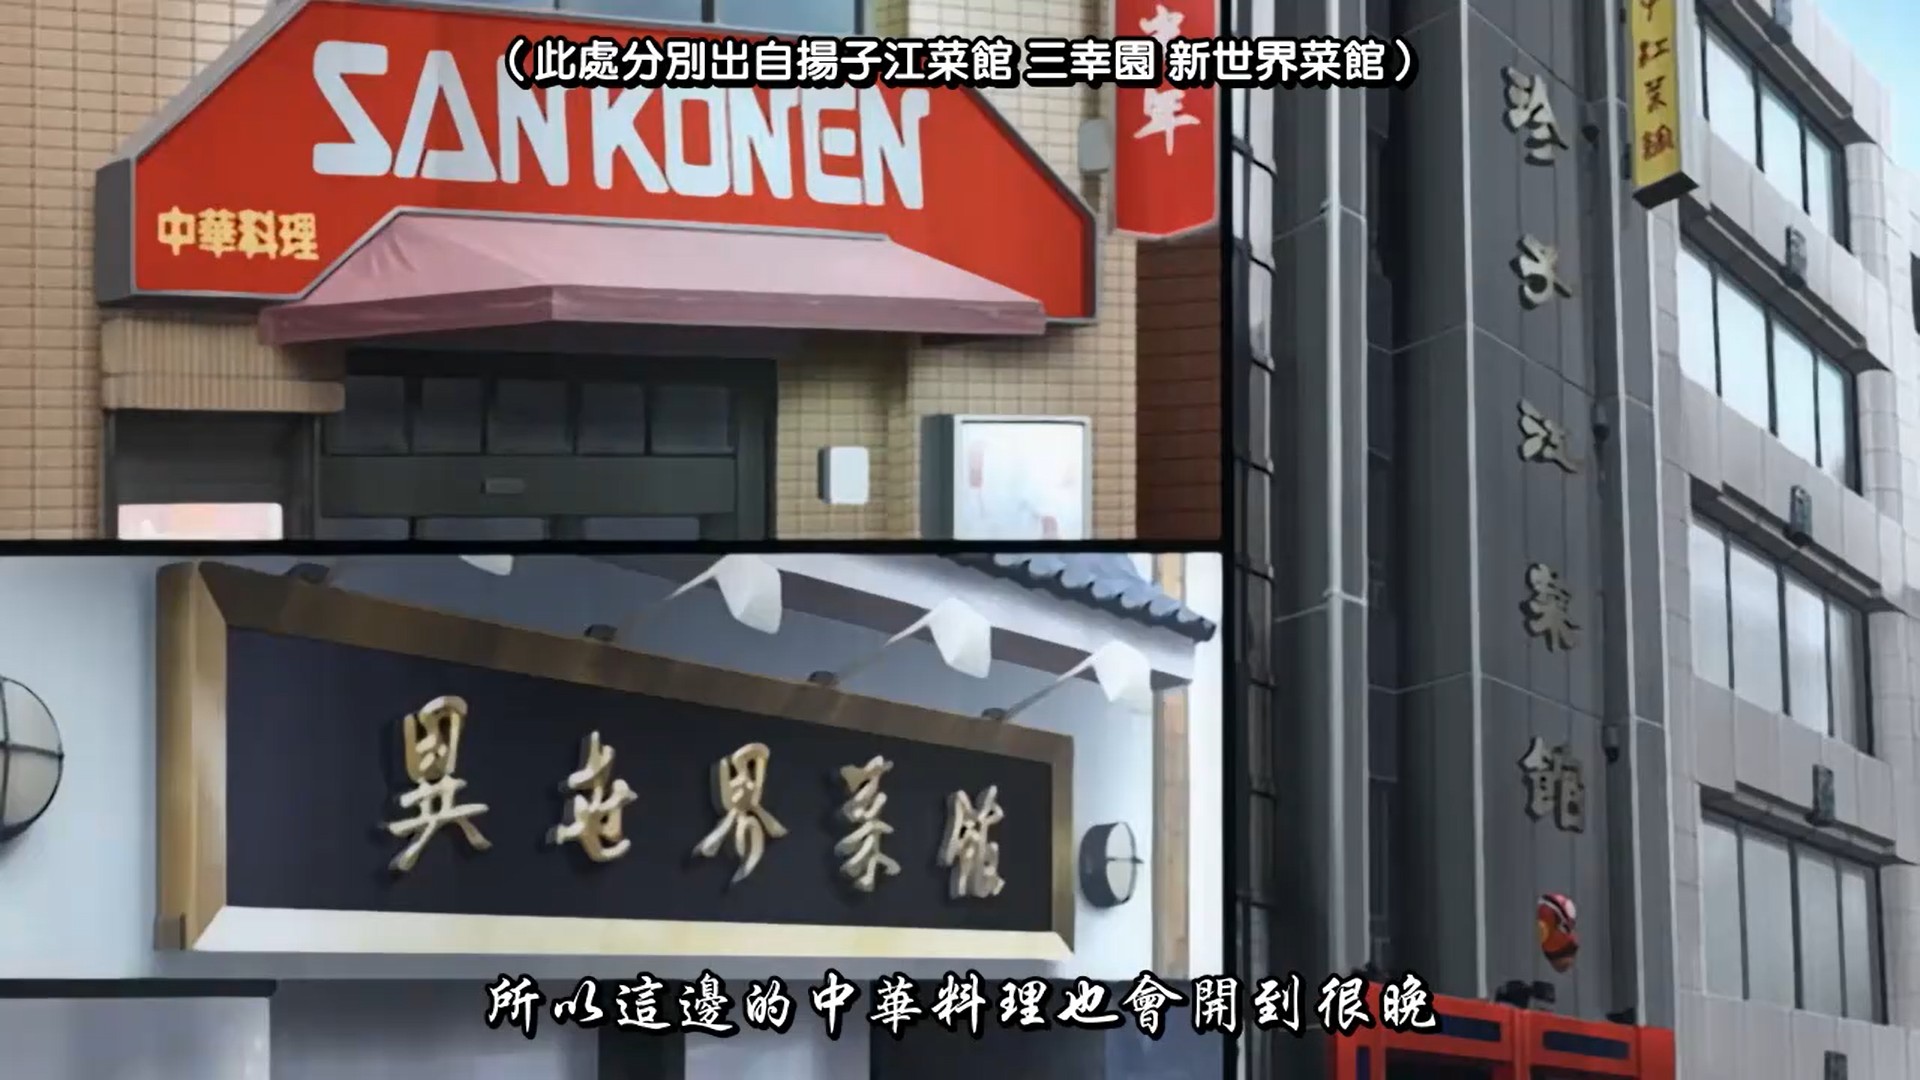 （此處分別出自揚子江菜館 三幸園 新世界菜館）
SANKONEN
中華料理
異世界菜館
珍子江菜館
所以這邊的中華料理也會開到很晚